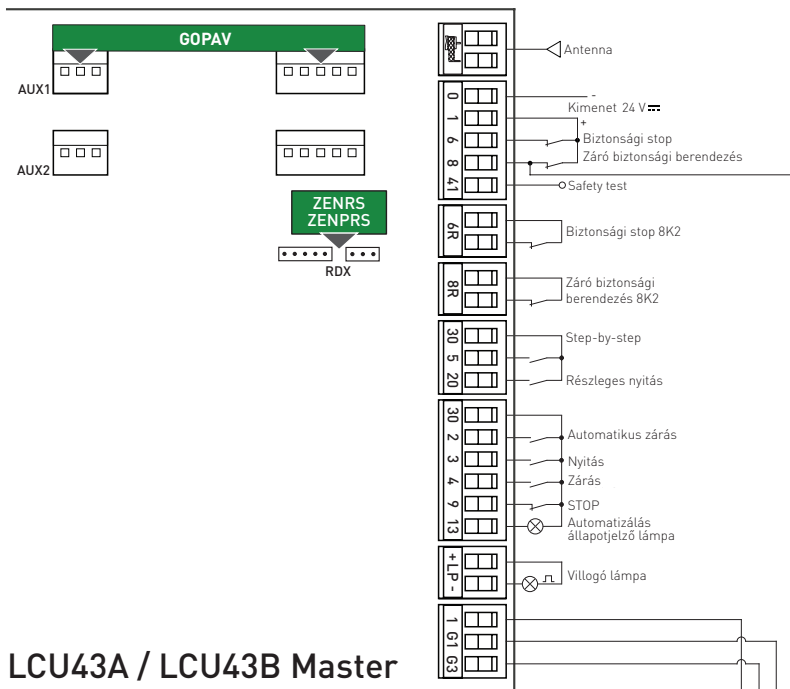 GOPAV
AUX1
AUX2
ZENRS
ZENPRS
RDX
Antenna
0
-
Kimenet 24 V
1
+
6
Biztonsági stop
8
Záró biztonsági berendezés
41
Safety test
6R
Biztonsági stop 8K2
8R
Záró biztonsági
berendezés 8K2
30
Step-by-step
5
20
Részleges nyitás
30
2
Automatikus zárás
3
Nyitás
4
Zárás
9
STOP
13
Automatizálás
állapotjelző lámpa
+ LP -
Villogó lámpa
1
G1
G3
LCU43A / LCU43B Master